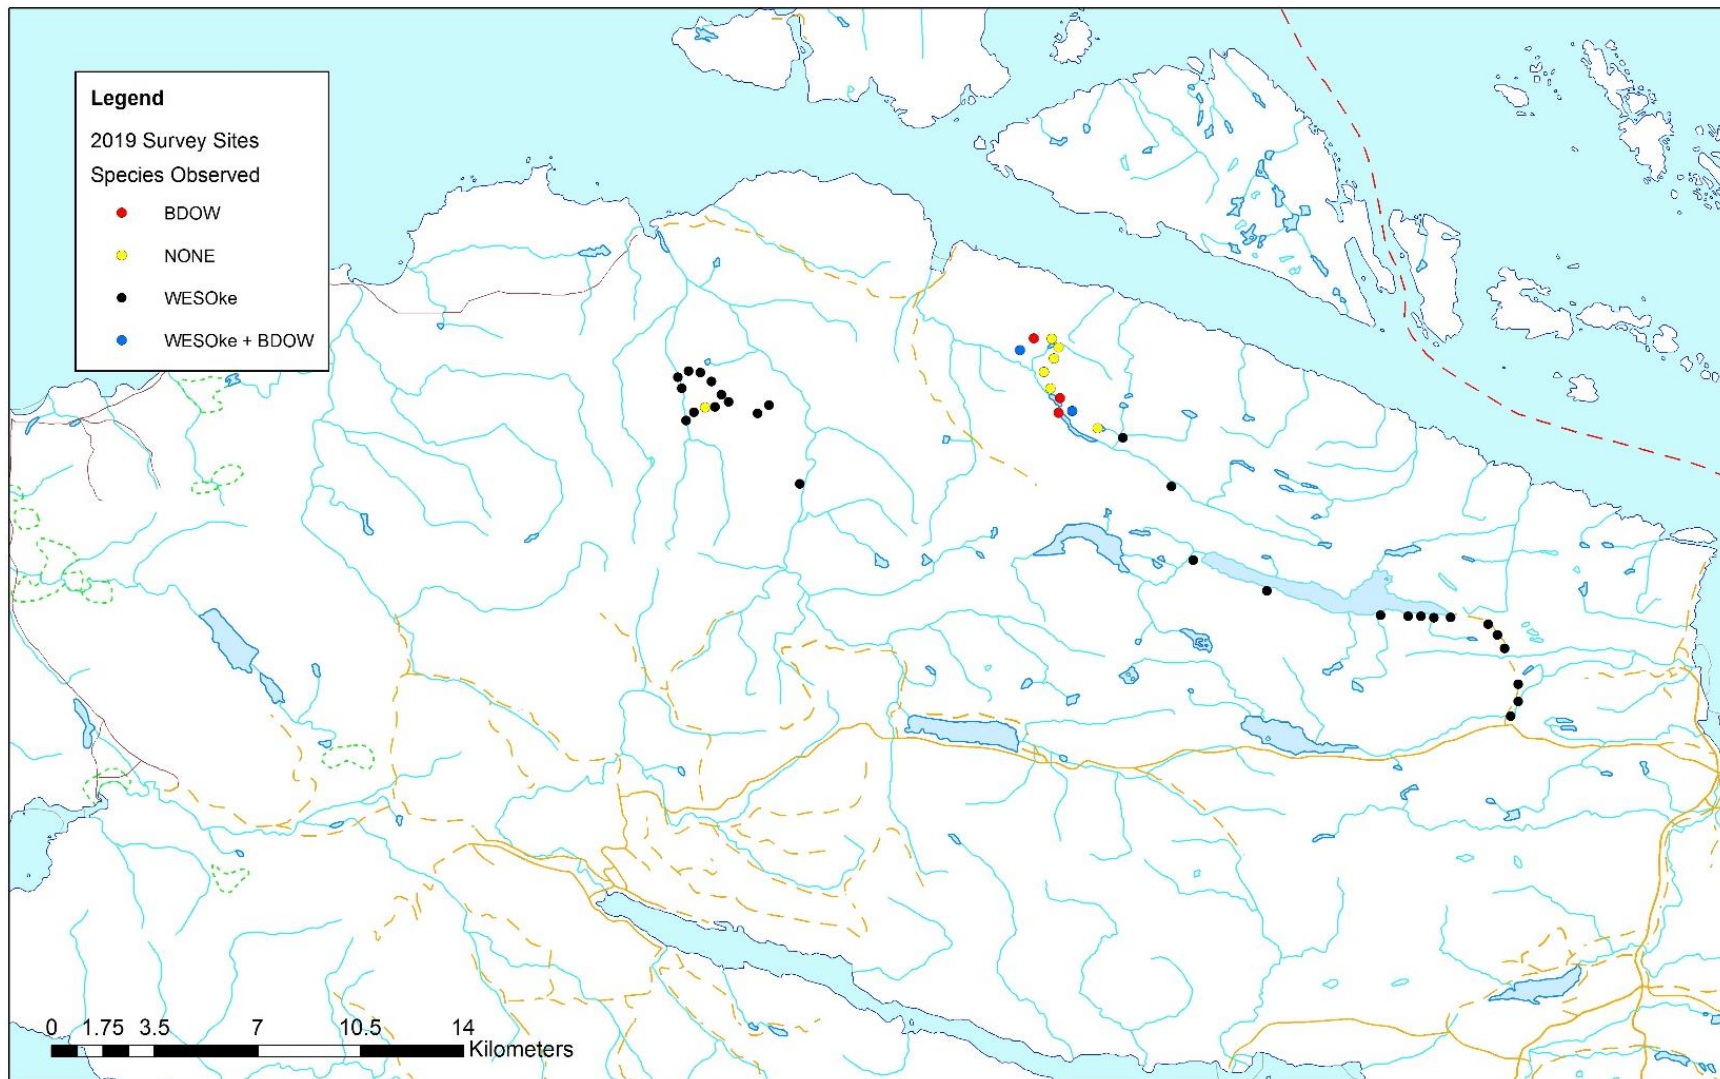 Legend
2019 Survey Sites
Species Observed
BDOW
NONE
WESOke
WESOke + BDOW
0 1.75 3.5 7 10.5 14
Kilometers